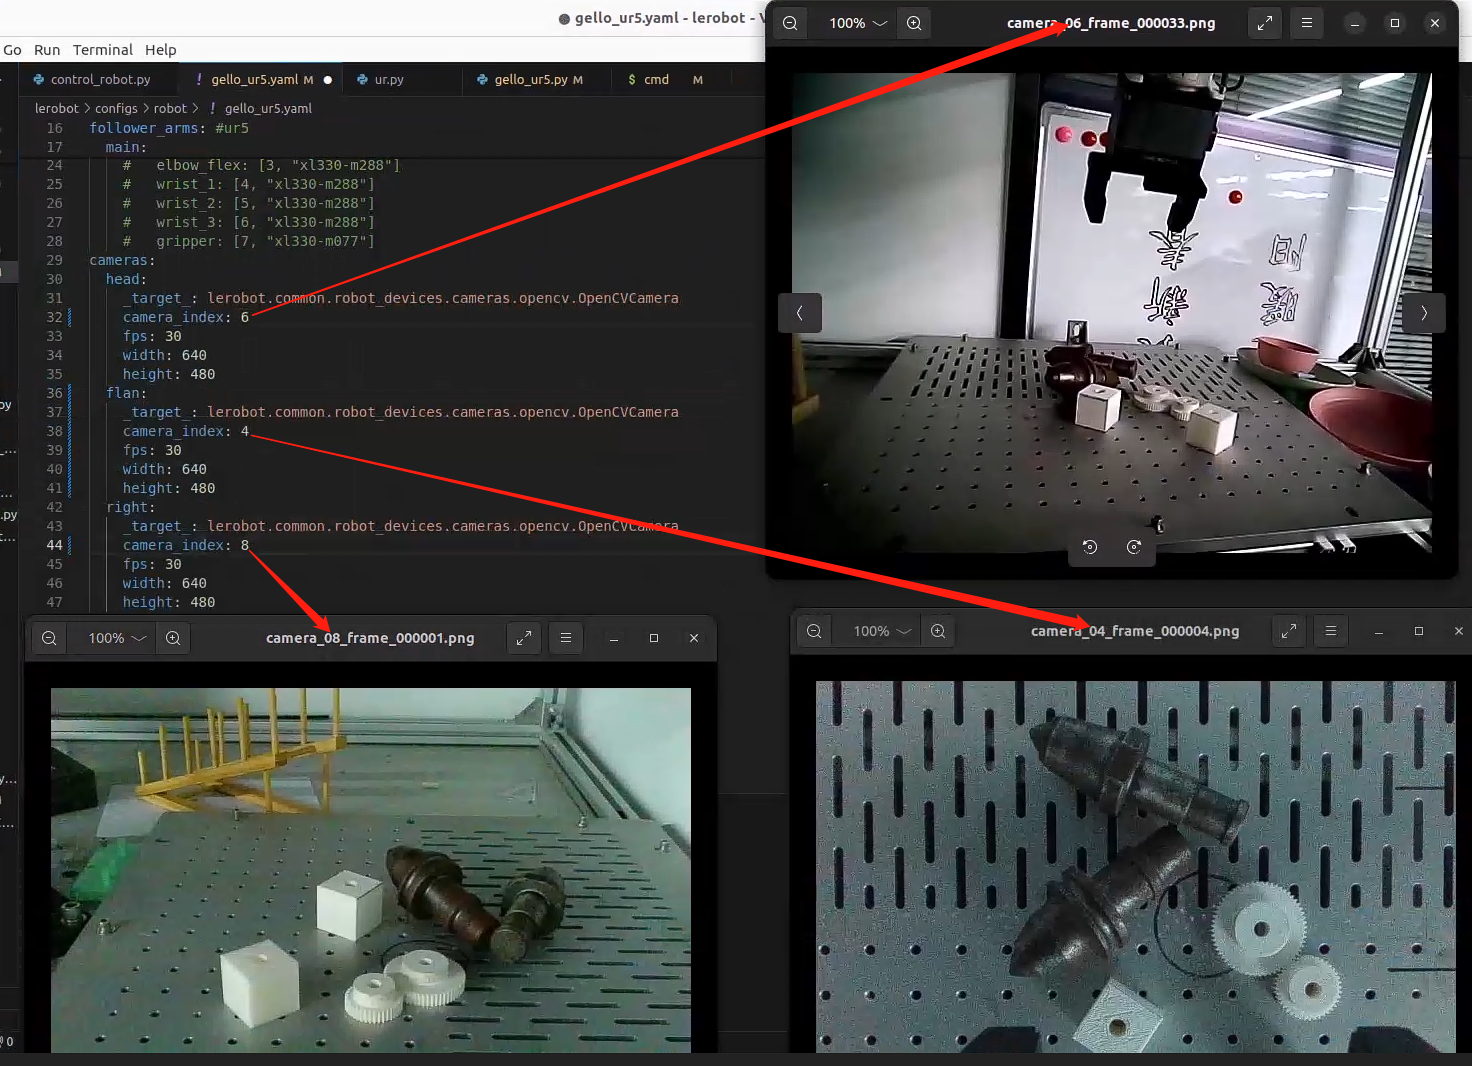 gello_ur5.yaml - lerobot - V
Go Run Terminal Help
control_robot.py
! gello_ur5.yaml M
ur.py
gello_ur5.py M
$ cmd M
lerobot > configs > robot > ! gello_ur5.yaml
16 follower_arms: #ur5
17 main:
24 # elbow_flex: [3, "xl330-m288"]
25 # wrist_1: [4, "xl330-m288"]
26 # wrist_2: [5, "xl330-m288"]
27 # wrist_3: [6, "xl330-m288"]
28 # gripper: [7, "xl330-m077"]
29 cameras:
30 head:
31 _target_: lerobot.common.robot_devices.cameras.opencv.OpenCVCamera
32 camera_index: 6
33 fps: 30
34 width: 640
35 height: 480
36 flan:
37 _target_: lerobot.common.robot_devices.cameras.opencv.OpenCVCamera
38 camera_index: 4
39 fps: 30
40 width: 640
41 height: 480
42 right:
43 _target_: lerobot.common.robot_devices.cameras.opencv.OpenCVCamera
44 camera_index: 8
45 fps: 30
46 width: 640
47 height: 480
100%
camera_06_frame_000033.png
100%
camera_08_frame_000001.png
100%
camera_04_frame_000004.png